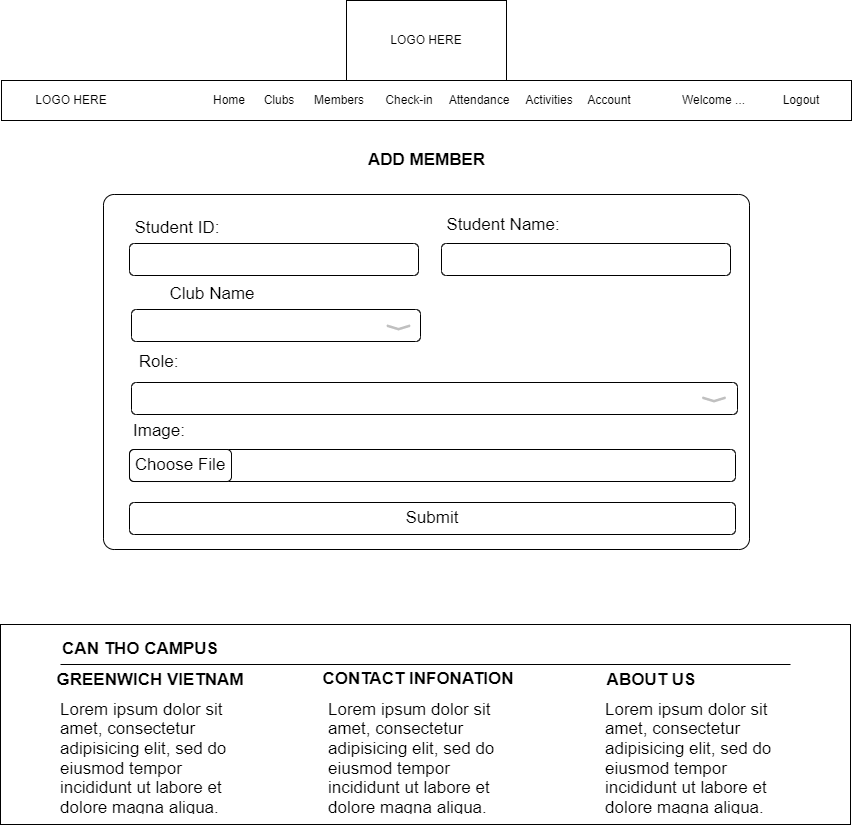 LOGO HERE
LOGO HERE Home Clubs Members Check-in Attendance Activities Account Welcome ... Logout
ADD MEMBER
Student ID: Student Name:
Club Name
Role:
Image:
Choose File
Submit
CAN THO CAMPUS
GREENWICH VIETNAM
Lorem ipsum dolor sit
amet, consectetur
adipisicing elit, sed do
eiusmod tempor
incididunt ut labore et
dolore magna aliqua.
CONTACT INFONATION
Lorem ipsum dolor sit
amet, consectetur
adipisicing elit, sed do
eiusmod tempor
incididunt ut labore et
dolore magna aliqua.
ABOUT US
Lorem ipsum dolor sit
amet, consectetur
adipisicing elit, sed do
eiusmod tempor
incididunt ut labore et
dolore magna aliqua.